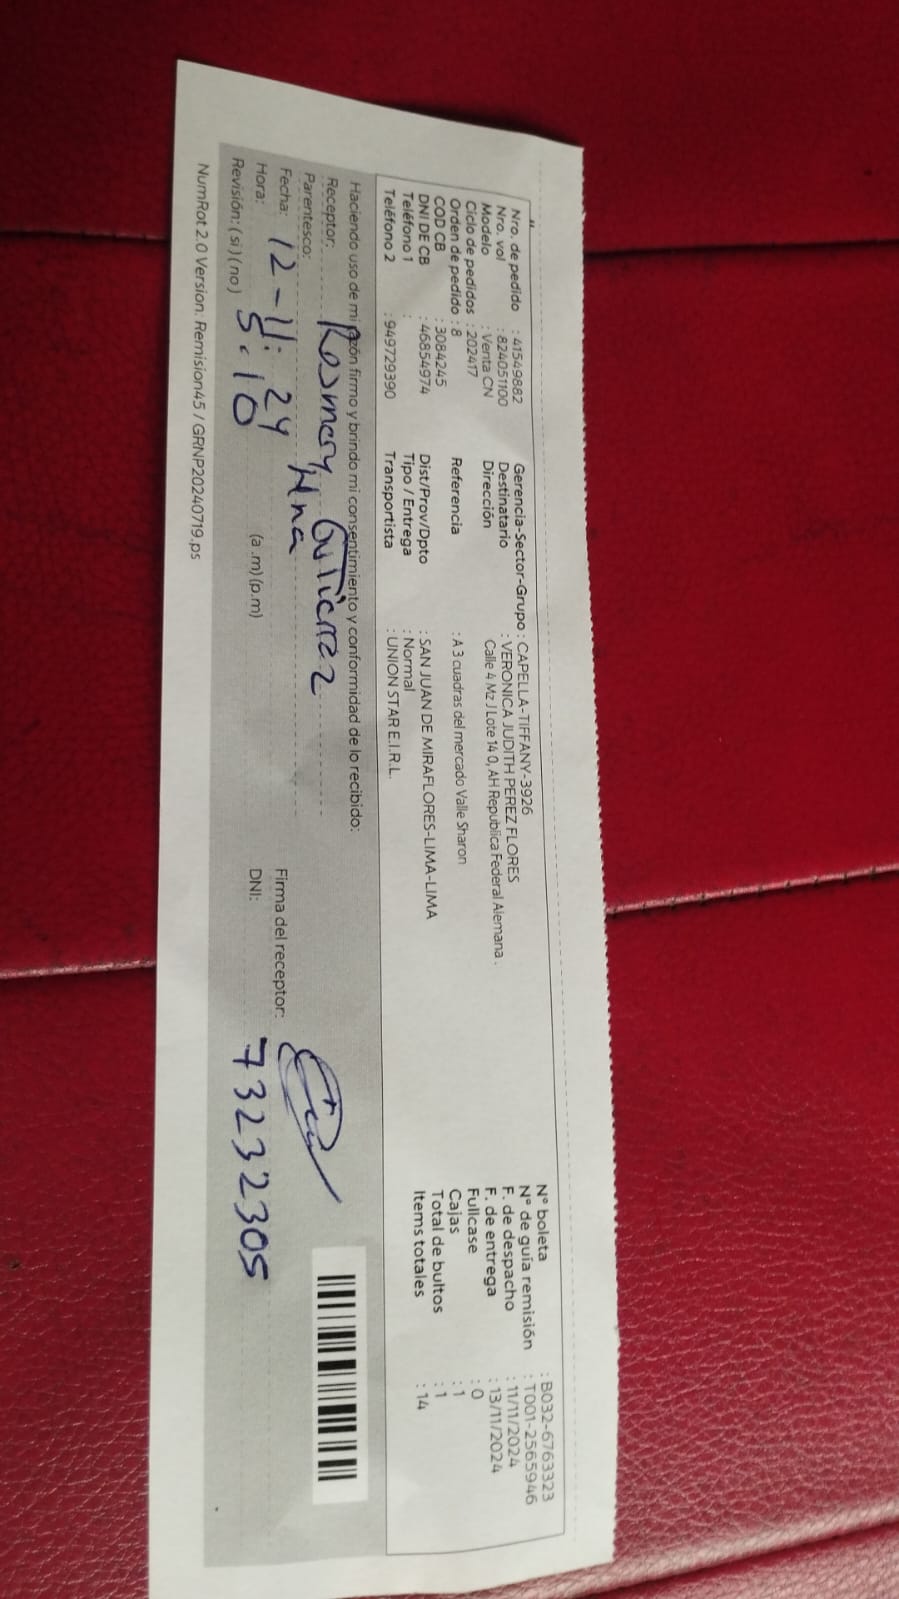 Nro. de pedido : 41549882
Nro. vol : 824051100
Modelo : Venta CN
Ciclo de pedidos : 202417
Orden de pedido : 8
COD CB : 3084245
DNI DE CB : 46854974
Teléfono 1 :
Teléfono 2 : 949729390
Gerencia-Sector-Grupo : CAPELLA-TIFFANY-3926
Destinatario : VERONICA JUDITH PEREZ FLORES
Dirección Calle 4 Mz J Lote 14 0, AH Republica Federal Alemana .
Referencia : A 3 cuadras del mercado Valle Sharon
Dist/Prov/Dpto : SAN JUAN DE MIRAFLORES-LIMA-LIMA
Tipo / Entrega : Normal
Transportista : UNION STAR E.I.R.L.
N° boleta : B032-6763323
N° de guía remisión : T001-2565946
F. de despacho : 11/11/2024
F. de entrega : 13/11/2024
Fullcase : 0
Cajas : 1
Total de bultos : 1
Items totales : 14
Haciendo uso de mi razón firmo y brindo mi consentimiento y conformidad de lo recibido:
Receptor: Rosmery Gutierrez
Parentesco: Hna
Fecha: 12-11-24
Firma del receptor:
Hora: 5:10 (a.m) (p.m)
DNI: 73232305
Revisión: (si) (no)
NumRot 2.0 Version: Remision45 / GRNP20240719.ps